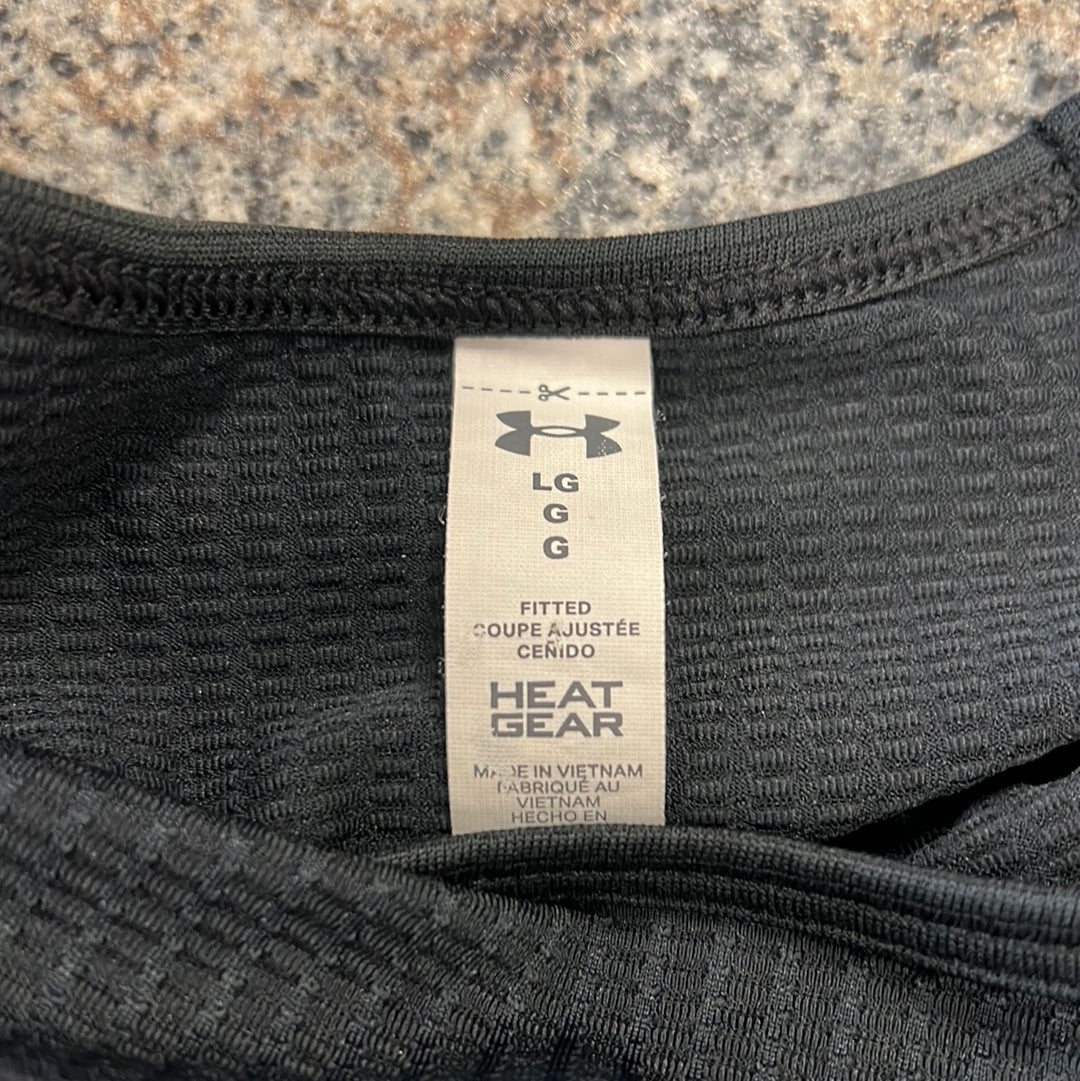 LG
G
G
FITTED
COUPE AJUSTÉE
CEÑIDO
HEAT
GEAR
MADE IN VIETNAM
FABRIQUÉ AU
VIETNAM
HECHO EN